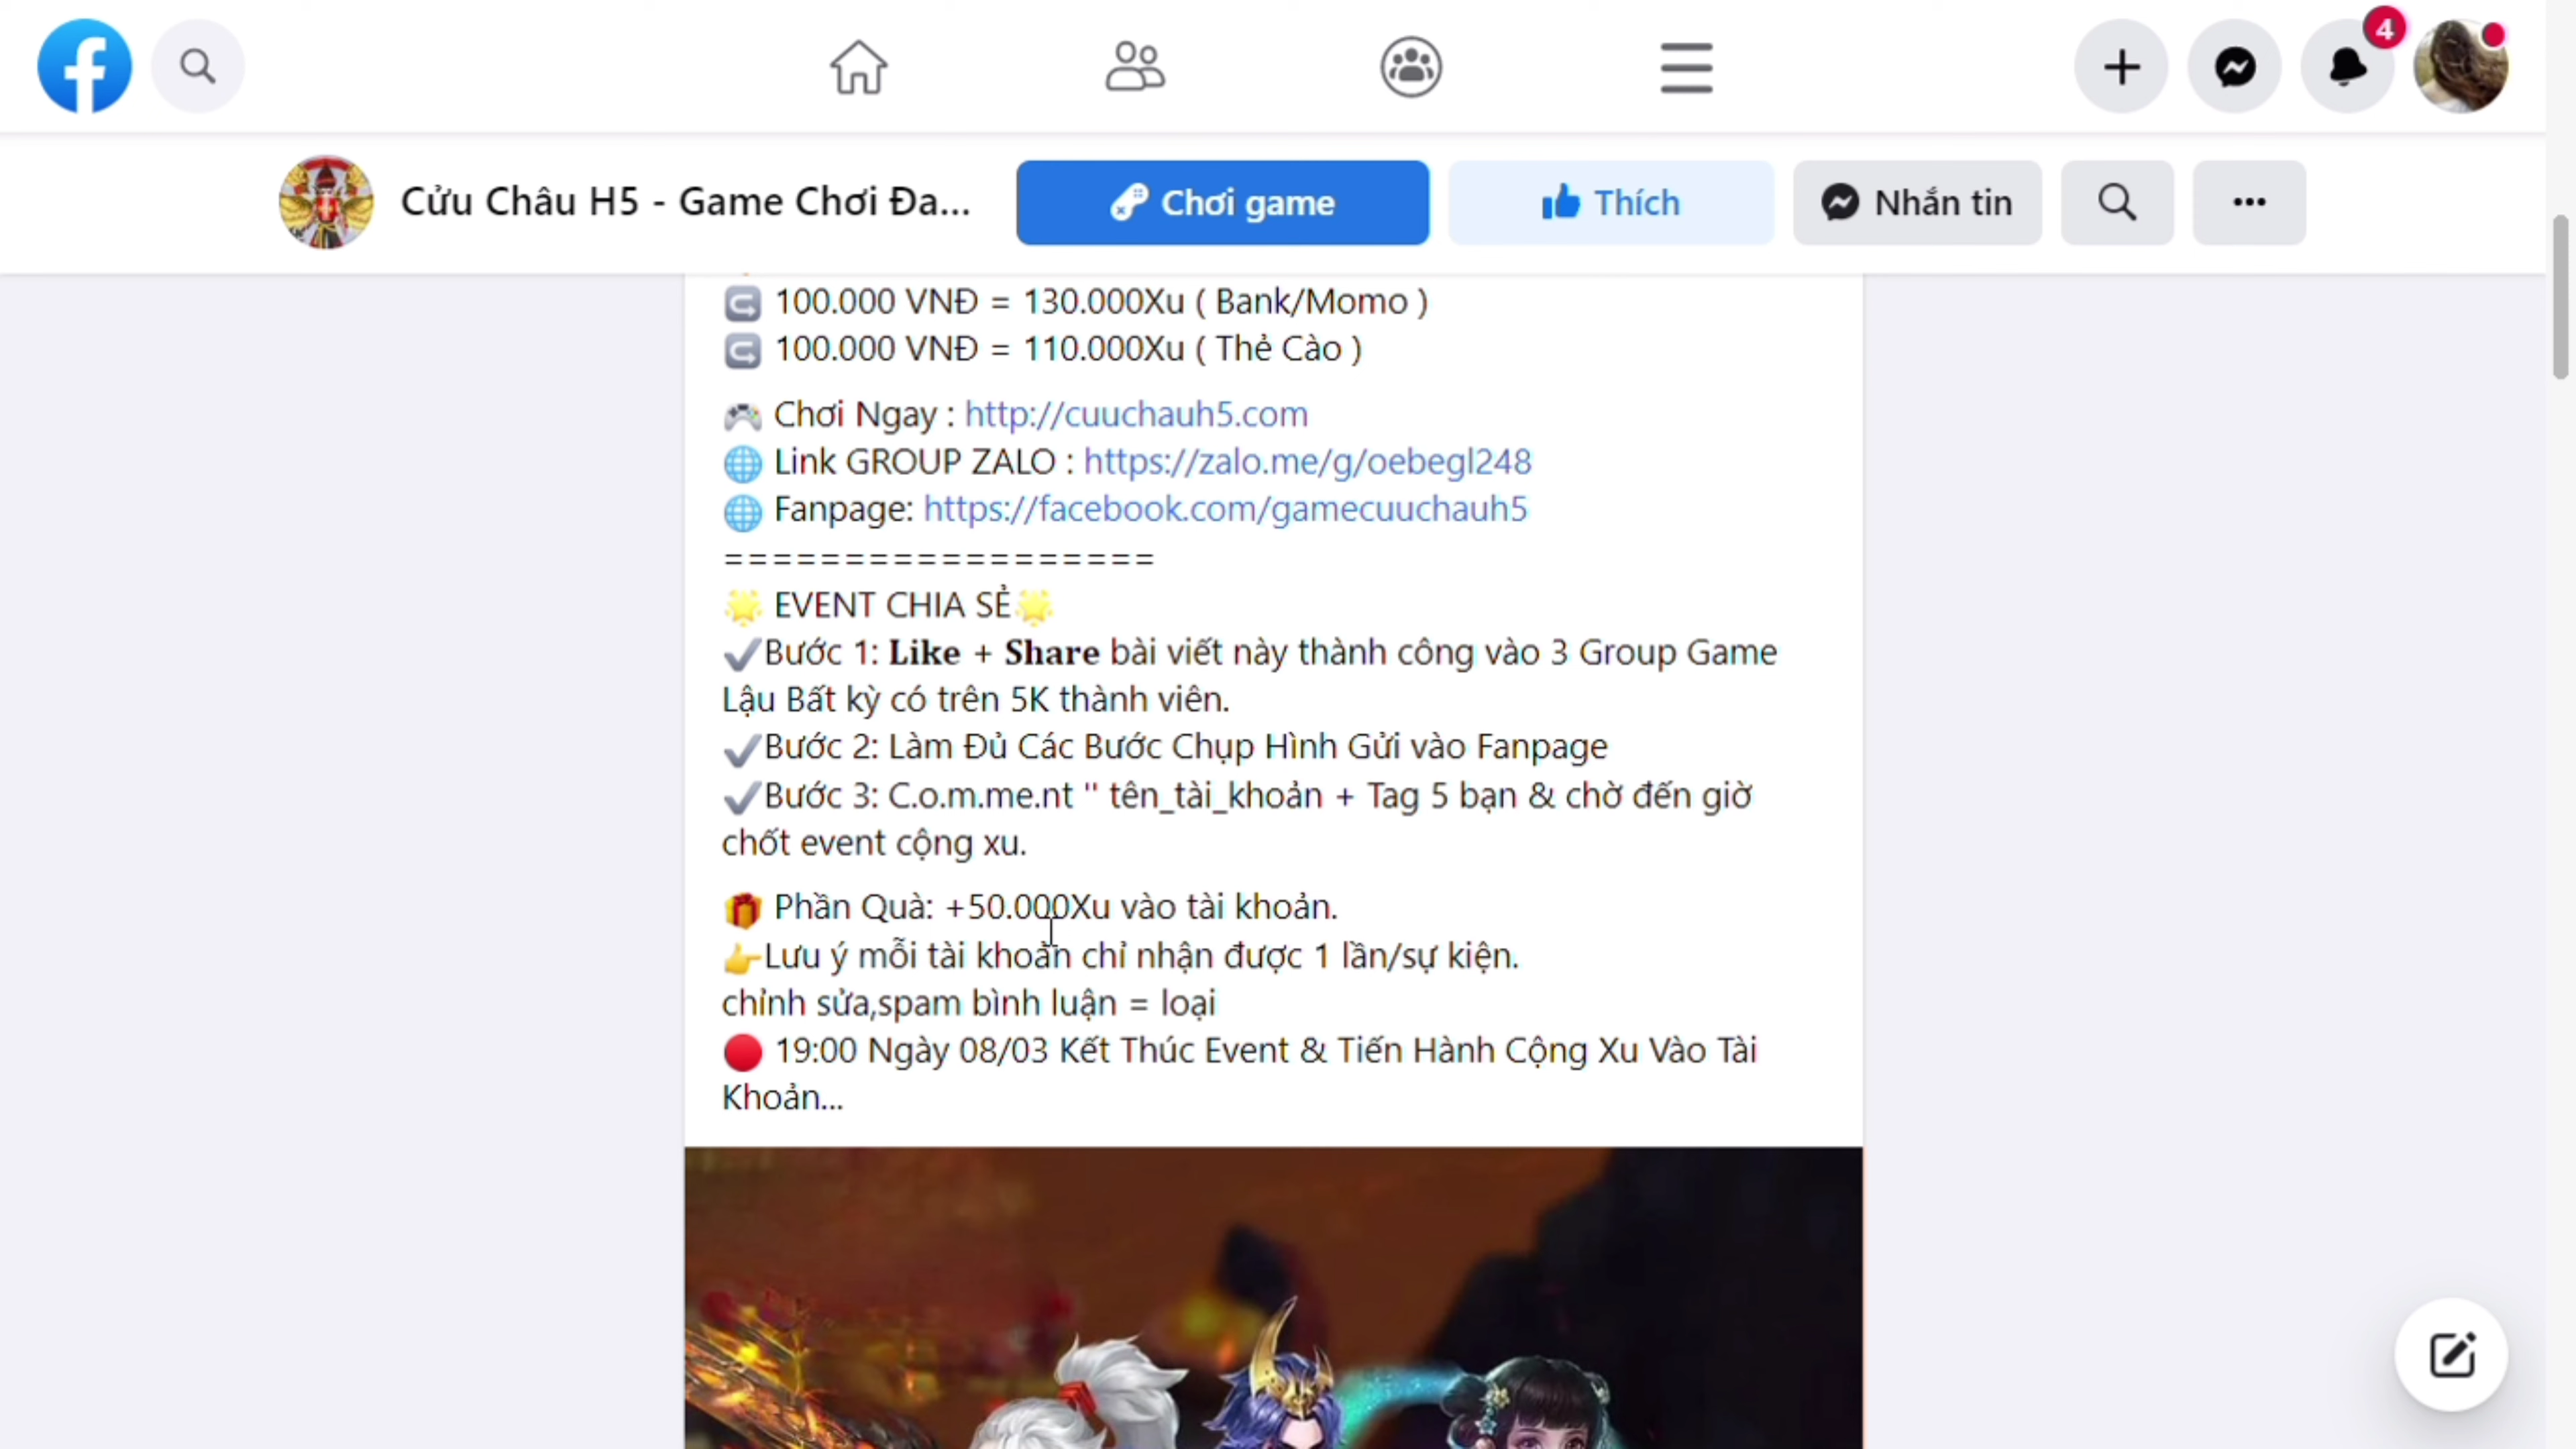 4
Cửu Châu H5 - Game Chơi Đa...
Chơi game
Thích
Nhắn tin
100.000 VNĐ = 130.000Xu ( Bank/Momo )
100.000 VNĐ = 110.000Xu ( Thẻ Cào )
Chơi Ngay : http://cuuchauh5.com
Link GROUP ZALO : https://zalo.me/g/oebegl248
Fanpage: https://facebook.com/gamecuuchauh5
==================
EVENT CHIA SẺ
Bước 1: Like + Share bài viết này thành công vào 3 Group Game
Lậu Bất kỳ có trên 5K thành viên.
Bước 2: Làm Đủ Các Bước Chụp Hình Gửi vào Fanpage
Bước 3: C.o.m.me.nt " tên_tài_khoản + Tag 5 bạn & chờ đến giờ
chốt event cộng xu.
Phần Quà: +50.000Xu vào tài khoản.
Lưu ý mỗi tài khoản chỉ nhận được 1 lần/sự kiện.
chỉnh sửa,spam bình luận = loại
19:00 Ngày 08/03 Kết Thúc Event & Tiến Hành Cộng Xu Vào Tài
Khoản...